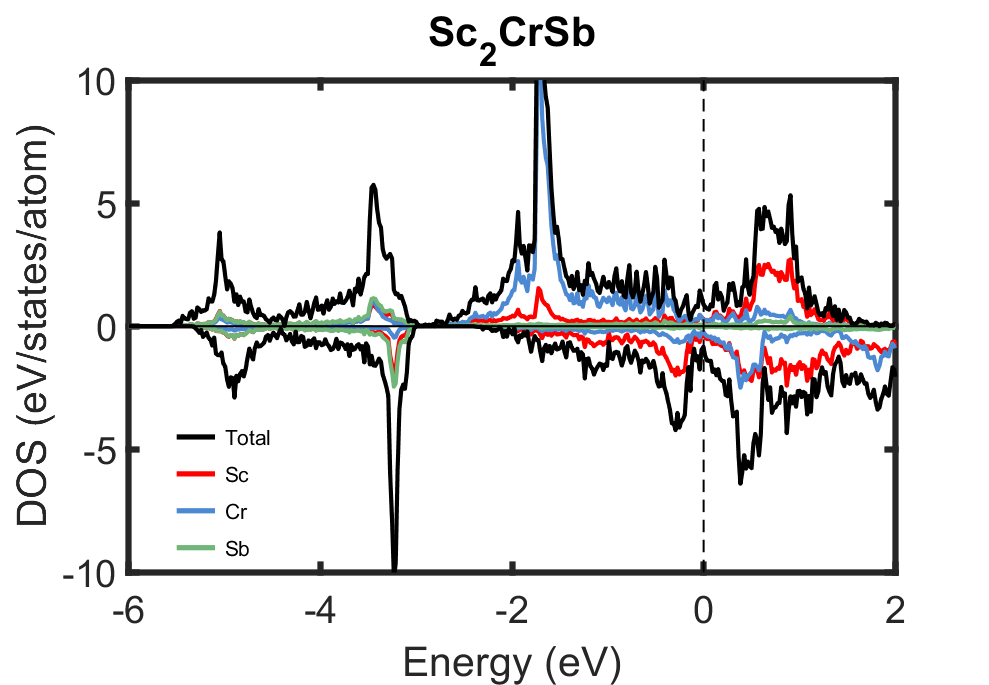 Sc2CrSb
DOS (eV/states/atom)
10
5
0
-5
-10
Total
Sc
Cr
Sb
-6 -4 -2 0 2
Energy (eV)